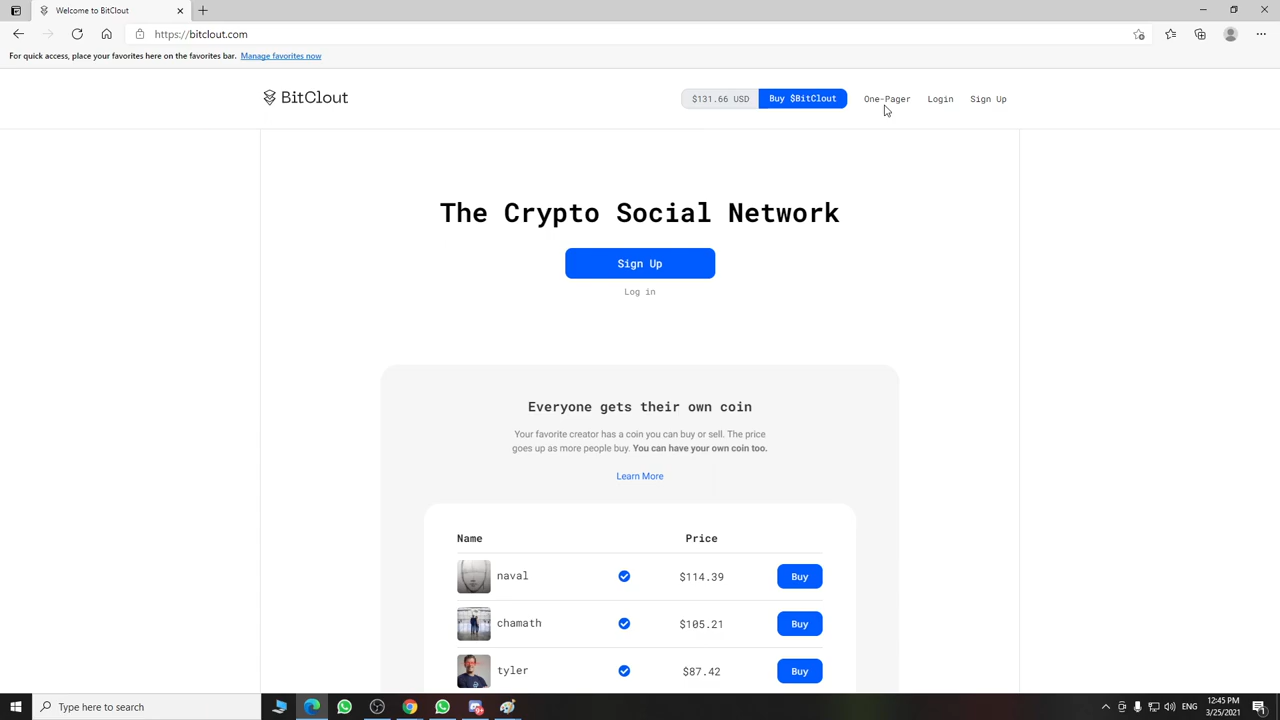 Welcome to BitClout
https://bitclout.com
For quick access, place your favorites here on the favorites bar. Manage favorites now
BitClout
$131.66 USD Buy $BitClout One-Pager Login Sign Up
The Crypto Social Network
Sign Up
Log in
Everyone gets their own coin
Your favorite creator has a coin you can buy or sell. The price
goes up as more people buy. You can have your own coin too.
Learn More
Name Price
naval $114.39 Buy
chamath $105.21 Buy
tyler $87.42 Buy
Type here to search
ENG
12:45 PM
3/25/2021